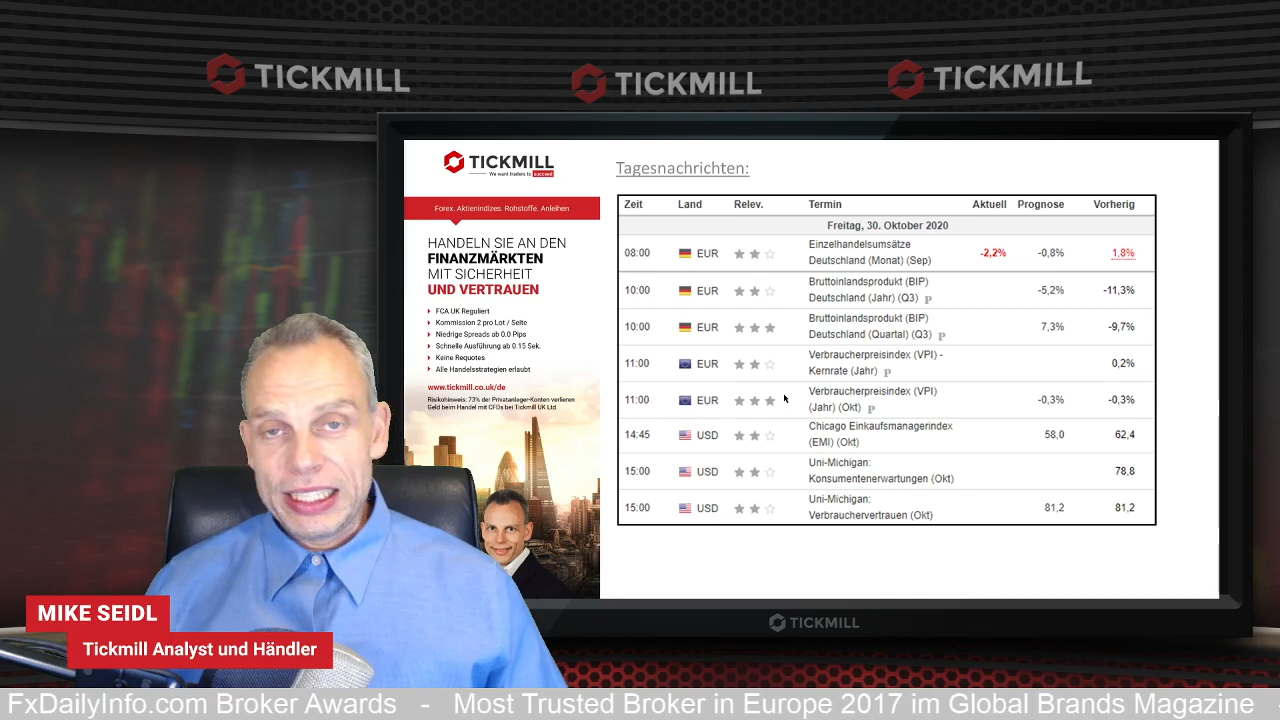 TICKMILL
TICKMILL
TICKMILL
TICKMILL
We want traders to succeed
Forex. Aktienindizes. Rohstoffe. Anleihen
HANDELN SIE AN DEN
FINANZMÄRKTEN
MIT SICHERHEIT
UND VERTRAUEN
FCA UK Reguliert
Kommission 2 pro Lot / Seite
Niedrige Spreads ab 0.0 Pips
Schnelle Ausführung ab 0.15 Sek.
Keine Requotes
Alle Handelsstrategien erlaubt
www.tickmill.co.uk/de
Risikohinweis: 73% der Privatanleger-Konten verlieren
Geld beim Handel mit CFDs bei Tickmill UK Ltd
Tagesnachrichten:
Zeit Land Relev. Termin Aktuell Prognose Vorherig
Freitag, 30. Oktober 2020
08:00 EUR Einzelhandelsumsätze
Deutschland (Monat) (Sep) -2,2% -0,8% 1,8%
10:00 EUR Bruttoinlandsprodukt (BIP)
Deutschland (Jahr) (Q3) P -5,2% -11,3%
10:00 EUR Bruttoinlandsprodukt (BIP)
Deutschland (Quartal) (Q3) P 7,3% -9,7%
11:00 EUR Verbraucherpreisindex (VPI) -
Kernrate (Jahr) P 0,2%
11:00 EUR Verbraucherpreisindex (VPI)
(Jahr) (Okt) P -0,3% -0,3%
14:45 USD Chicago Einkaufsmanagerindex
(EMI) (Okt) 58,0 62,4
15:00 USD Uni-Michigan:
Konsumentenerwartungen (Okt) 78,8
15:00 USD Uni-Michigan:
Verbrauchervertrauen (Okt) 81,2 81,2
TICKMILL
MIKE SEIDL
Tickmill Analyst und Händler
FxDailyInfo.com Broker Awards - Most Trusted Broker in Europe 2017 im Global Brands Magazine